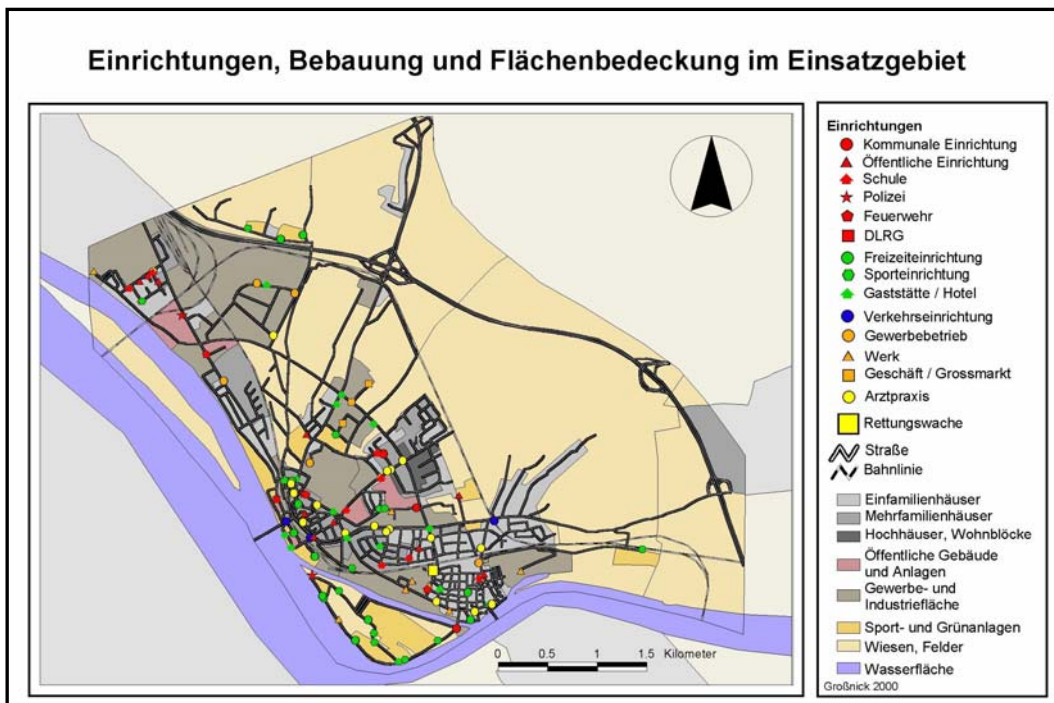 Einrichtungen, Bebauung und Flächenbedeckung im Einsatzgebiet
Einrichtungen
Kommunale Einrichtung
Öffentliche Einrichtung
Schule
Polizei
Feuerwehr
DLRG
Freizeiteinrichtung
Sporteinrichtung
Gaststätte / Hotel
Verkehrseinrichtung
Gewerbebetrieb
Werk
Geschäft / Grossmarkt
Arztpraxis
Rettungswache
Straße
Bahnlinie
Einfamilienhäuser
Mehrfamilienhäuser
Hochhäuser, Wohnblöcke
Öffentliche Gebäude
und Anlagen
Gewerbe- und
Industriefläche
Sport- und Grünanlagen
Wiesen, Felder
Wasserfläche
Großnick 2000
0 0.5 1 1.5 Kilometer